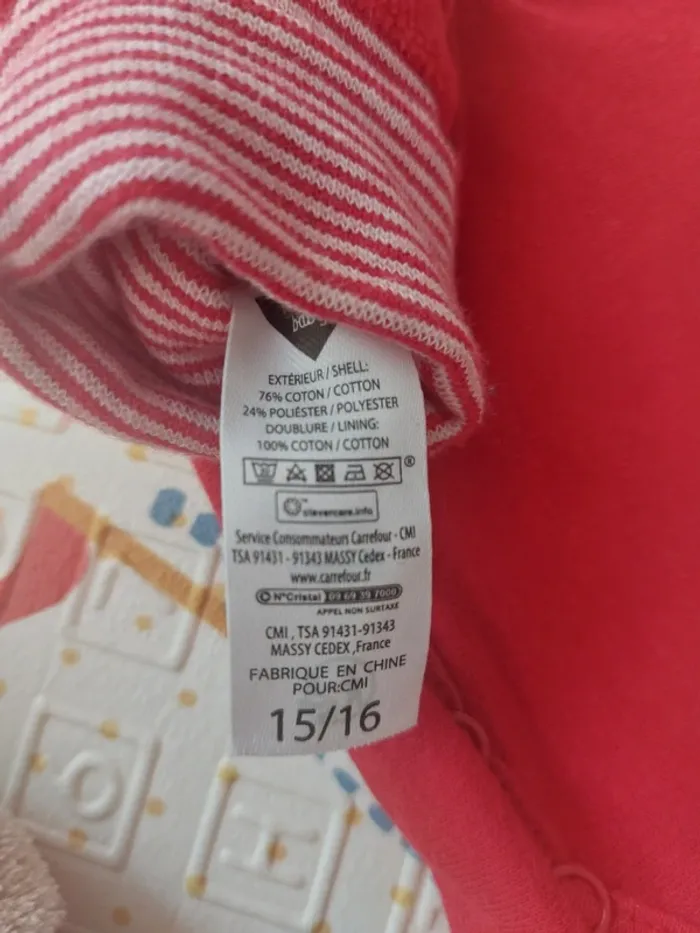 EXTÉRIEUR / SHELL:
76% COTON / COTTON
24% POLIÉSTER / POLYESTER
DOUBLURE / LINING:
100% COTON / COTTON
®
clevercare.info
Service Consommateurs Carrefour - CMI
TSA 91431 - 91343 MASSY Cedex - France
www.carrefour.fr
N°Cristal 09 69 39 7000
APPEL NON SURTAXE
CMI , TSA 91431-91343
MASSY CEDEX ,France
FABRIQUE EN CHINE
POUR:CMI
15/16
O
H